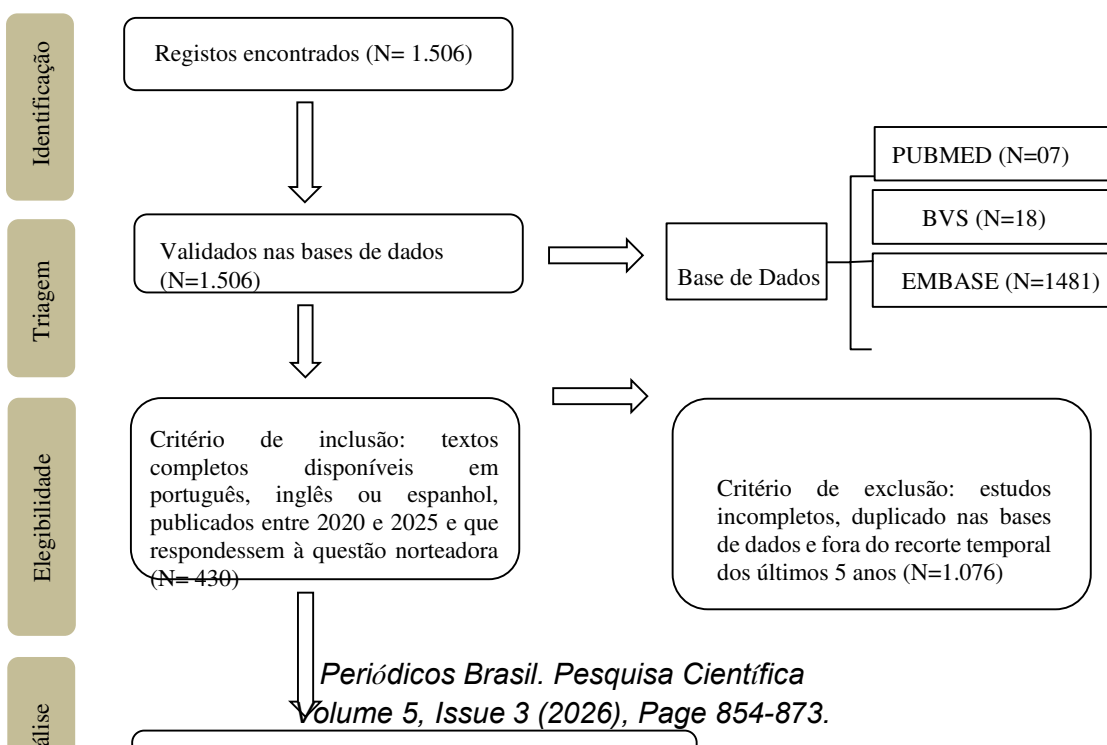 Identificação
Registos encontrados (N= 1.506)
Triagem
Validados nas bases de dados
(N=1.506)
Base de Dados
PUBMED (N=07)
BVS (N=18)
EMBASE (N=1481)
Elegibilidade
Critério de inclusão: textos
completos disponíveis em
português, inglês ou espanhol,
publicados entre 2020 e 2025 e que
respondessem à questão norteadora
(N= 430)
Critério de exclusão: estudos
incompletos, duplicado nas bases
de dados e fora do recorte temporal
dos últimos 5 anos (N=1.076)
Periódicos Brasil. Pesquisa Científica
Volume 5, Issue 3 (2026), Page 854-873.
álise